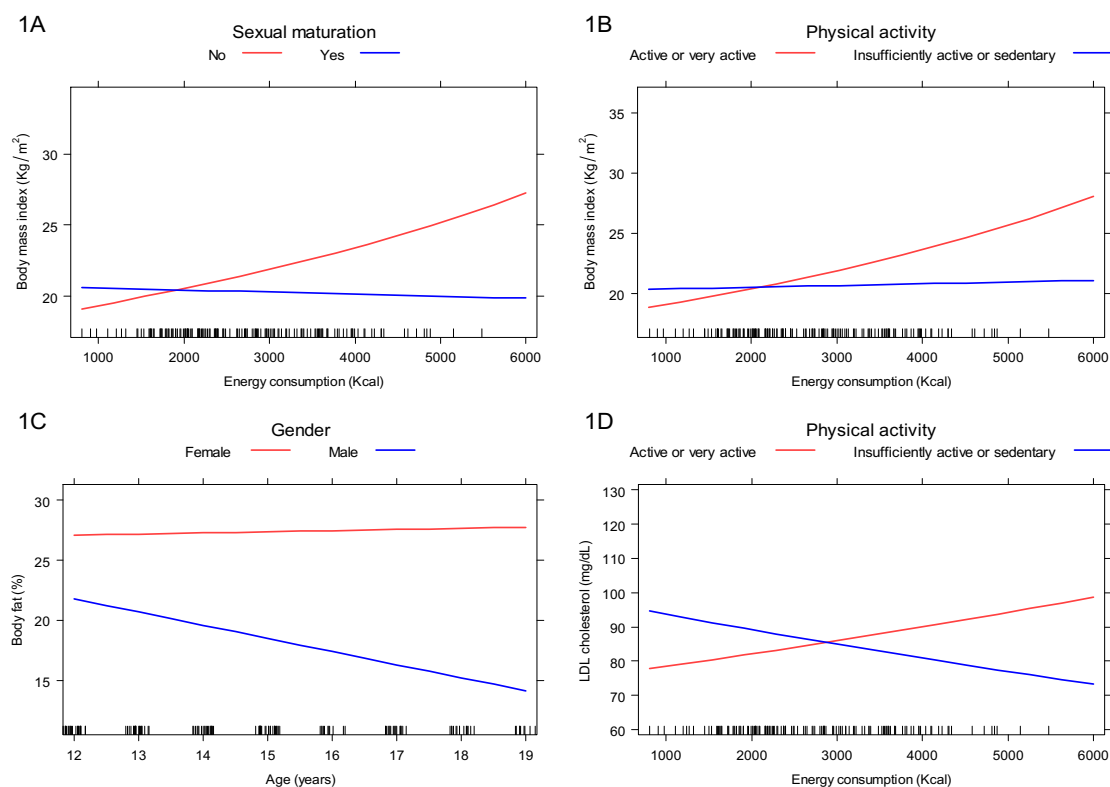 1A
Sexual maturation
No Yes
Body mass index (Kg/m²)
30
25
20
1000 2000 3000 4000 5000 6000
Energy consumption (Kcal)
1B
Physical activity
Active or very active Insufficiently active or sedentary
Body mass index (Kg/m²)
35
30
25
20
1000 2000 3000 4000 5000 6000
Energy consumption (Kcal)
1C
Gender
Female Male
Body fat (%)
30
25
20
15
12 13 14 15 16 17 18 19
Age (years)
1D
Physical activity
Active or very active Insufficiently active or sedentary
LDL cholesterol (mg/dL)
130
120
110
100
90
80
70
60
1000 2000 3000 4000 5000 6000
Energy consumption (Kcal)